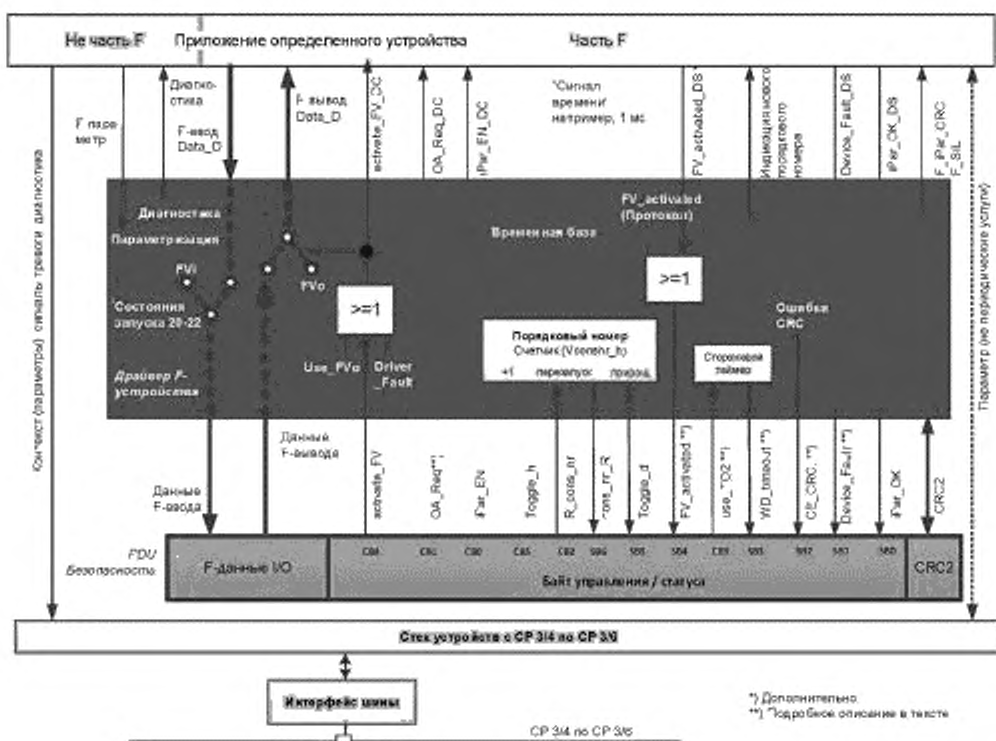 Не часть F
Приложение определенного устройства
Часть F
Диагно-
стика
F-ввод
Data_D
F-вывод
Data_D
activate_FV_DC
OA_Req_DC
iPar_EN_DC
"Сигнал
времени"
например, 1 мс
FV_activated_DS
Индикация нового
порядкового
номера
Device_Fault_DS
iPar_OK_DS
F_iPar_CRC
F_SIL
F пара
метр
Контекст (параметры) сигналы тревоги диагностика
Параметр (не периодические услуги)
Диагностика
Параметризация
FVi
FVo
Состояния
запуска 20-22
Драйвер F-
устройства
>=1
Use_FVo
Driver
_Fault
Временная база
FV_activated
(Протокол)
>=1
Порядковый номер
+1
перезапуск
Сторожевой
таймер
Ошибка
CRC
Данные
F-ввода
Данные
F-вывода
activate_FV
OA_Req**)
iPar_EN
Toggle_h
R_cons_nr
cons_nr_R
Toggle_d
FV_activated **)
WD_timeout **)
Device_Fault **)
iPar_OK
CRC2
PDU
Безопасность
F-данные I/O
Байт управления / статуса
CRC2
Стек устройств с CP 3/4 по CP 3/6
Интерфейс шины
*) Дополнительно
**) Подробное описание в тексте
CP 3/4 по CP 3/6